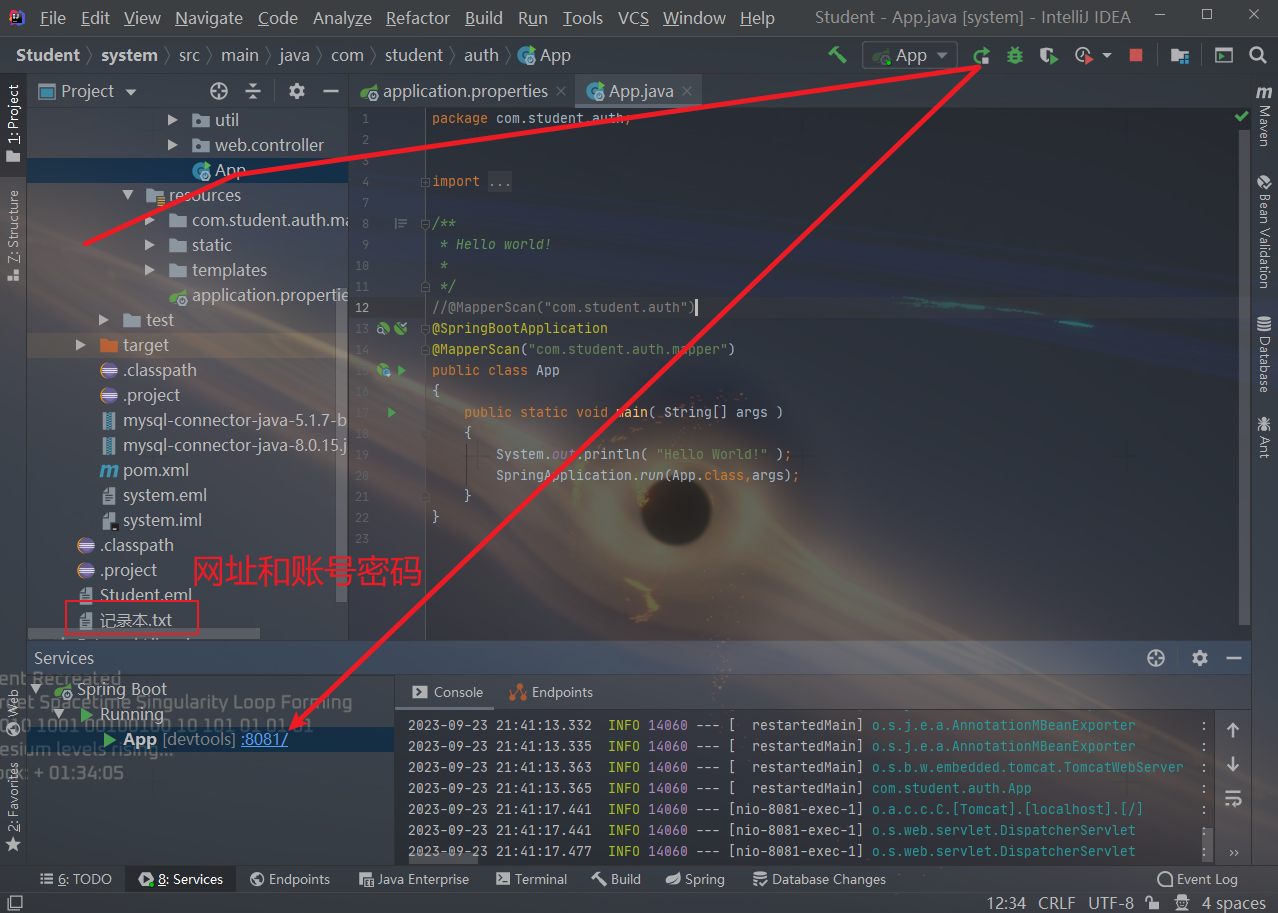 File Edit View Navigate Code Analyze Refactor Build Run Tools VCS Window Help Student - App.java [system] - IntelliJ IDEA
Student system src main java com student auth App
App
Project
application.properties
App.java
1: Project
7: Structure
Web
2: Favorites
util
web.controller
App
resources
com.student.auth.ma
static
templates
application.propertie
test
target
.classpath
.project
mysql-connector-java-5.1.7-b
mysql-connector-java-8.0.15.j
pom.xml
system.eml
system.iml
.classpath
.project
网址和账号密码
Student.eml
记录本.txt
1 package com.student.auth;
2
3
4 import ...
7
8 /**
9 * Hello world!
10 *
11 */
12 //@MapperScan("com.student.auth")
13 @SpringBootApplication
14 @MapperScan("com.student.auth.mapper")
15 public class App
16 {
17 public static void main( String[] args )
18 {
19 System.out.println( "Hello World!" );
20 SpringApplication.run(App.class,args);
21 }
22 }
23
Maven
Bean Validation
Database
Ant
Services
Spring Boot
Running
App [devtools] :8081/
ent Recreated
rget Spacetime Singularity Loop Forming
esium levels rising...
ock: + 01:34:05
Console Endpoints
2023-09-23 21:41:13.332 INFO 14060 --- [ restartedMain] o.s.j.e.a.AnnotationMBeanExporter :
2023-09-23 21:41:13.335 INFO 14060 --- [ restartedMain] o.s.j.e.a.AnnotationMBeanExporter :
2023-09-23 21:41:13.363 INFO 14060 --- [ restartedMain] o.s.b.w.embedded.tomcat.TomcatWebServer :
2023-09-23 21:41:13.365 INFO 14060 --- [ restartedMain] com.student.auth.App :
2023-09-23 21:41:17.441 INFO 14060 --- [nio-8081-exec-1] o.a.c.c.C.[Tomcat].[localhost].[/] :
2023-09-23 21:41:17.441 INFO 14060 --- [nio-8081-exec-1] o.s.web.servlet.DispatcherServlet :
2023-09-23 21:41:17.477 INFO 14060 --- [nio-8081-exec-1] o.s.web.servlet.DispatcherServlet :
6: TODO 8: Services Endpoints Java Enterprise Terminal Build Spring Database Changes Event Log
12:34 CRLF UTF-8 4 spaces